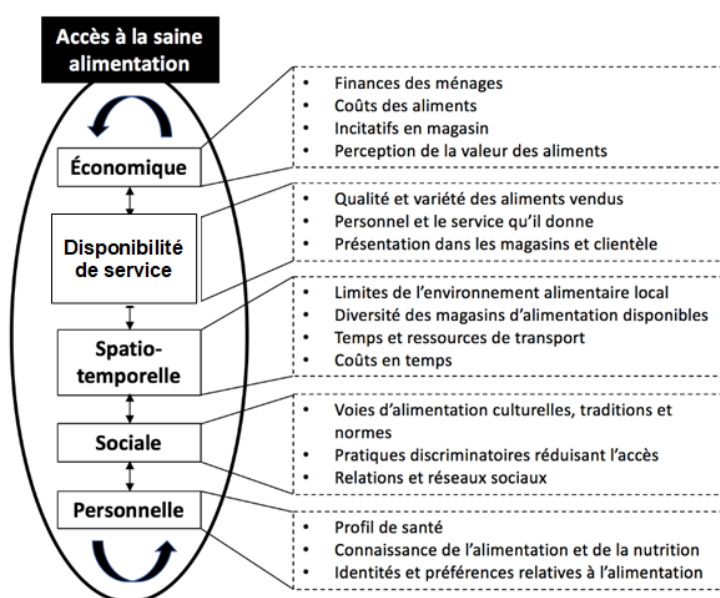 Accès à la saine
alimentation
Économique
• Finances des ménages
• Coûts des aliments
• Incitatifs en magasin
• Perception de la valeur des aliments
Disponibilité
de service
• Qualité et variété des aliments vendus
• Personnel et le service qu’il donne
• Présentation dans les magasins et clientèle
Spatio-
temporelle
• Limites de l’environnement alimentaire local
• Diversité des magasins d’alimentation disponibles
• Temps et ressources de transport
• Coûts en temps
Sociale
• Voies d’alimentation culturelles, traditions et
normes
• Pratiques discriminatoires réduisant l’accès
• Relations et réseaux sociaux
Personnelle
• Profil de santé
• Connaissance de l’alimentation et de la nutrition
• Identités et préférences relatives à l’alimentation